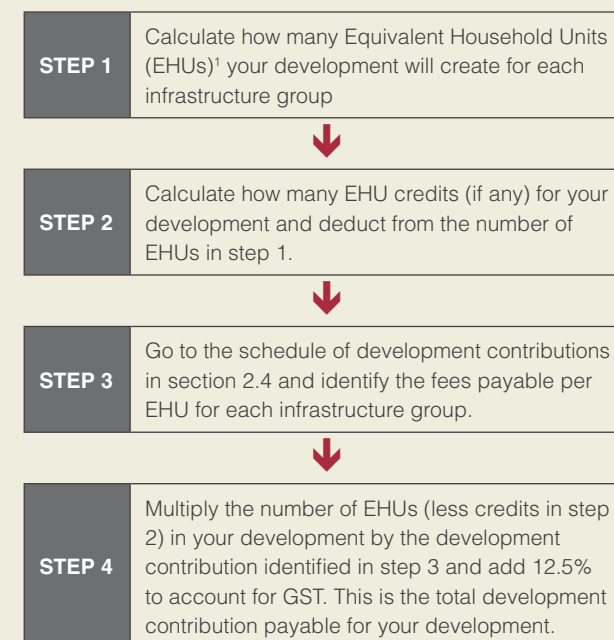 STEP 1
Calculate how many Equivalent Household Units
(EHUs)¹ your development will create for each
infrastructure group
STEP 2
Calculate how many EHU credits (if any) for your
development and deduct from the number of
EHUs in step 1.
STEP 3
Go to the schedule of development contributions
in section 2.4 and identify the fees payable per
EHU for each infrastructure group.
STEP 4
Multiply the number of EHUs (less credits in step
2) in your development by the development
contribution identified in step 3 and add 12.5%
to account for GST. This is the total development
contribution payable for your development.